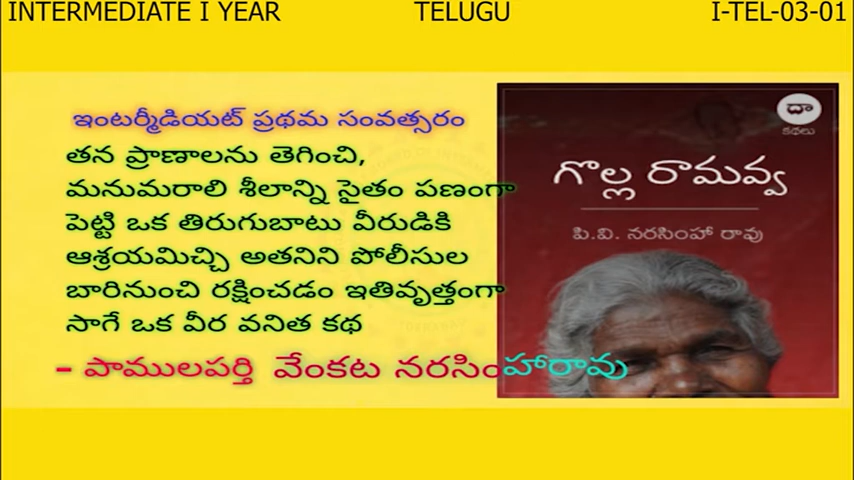 INTERMEDIATE I YEAR TELUGU I-TEL-03-01
ఇంటర్మీడియట్ ప్రథమ సంవత్సరం
తన ప్రాణాలను తెగించి,
మనుమరాలి శీలాన్ని సైతం పణంగా
పెట్టి ఒక తిరుగుబాటు వీరుడికి
ఆశ్రయమిచ్చి అతనిని పోలీసుల
బారినుంచి రక్షించడం ఇతివృత్తంగా
సాగే ఒక వీర వనిత కథ
– పాములపర్తి వేంకట నరసింహారావు
ధా
కథలు
గొల్ల రామవ్వ
పి.వి. నరసింహా రావు